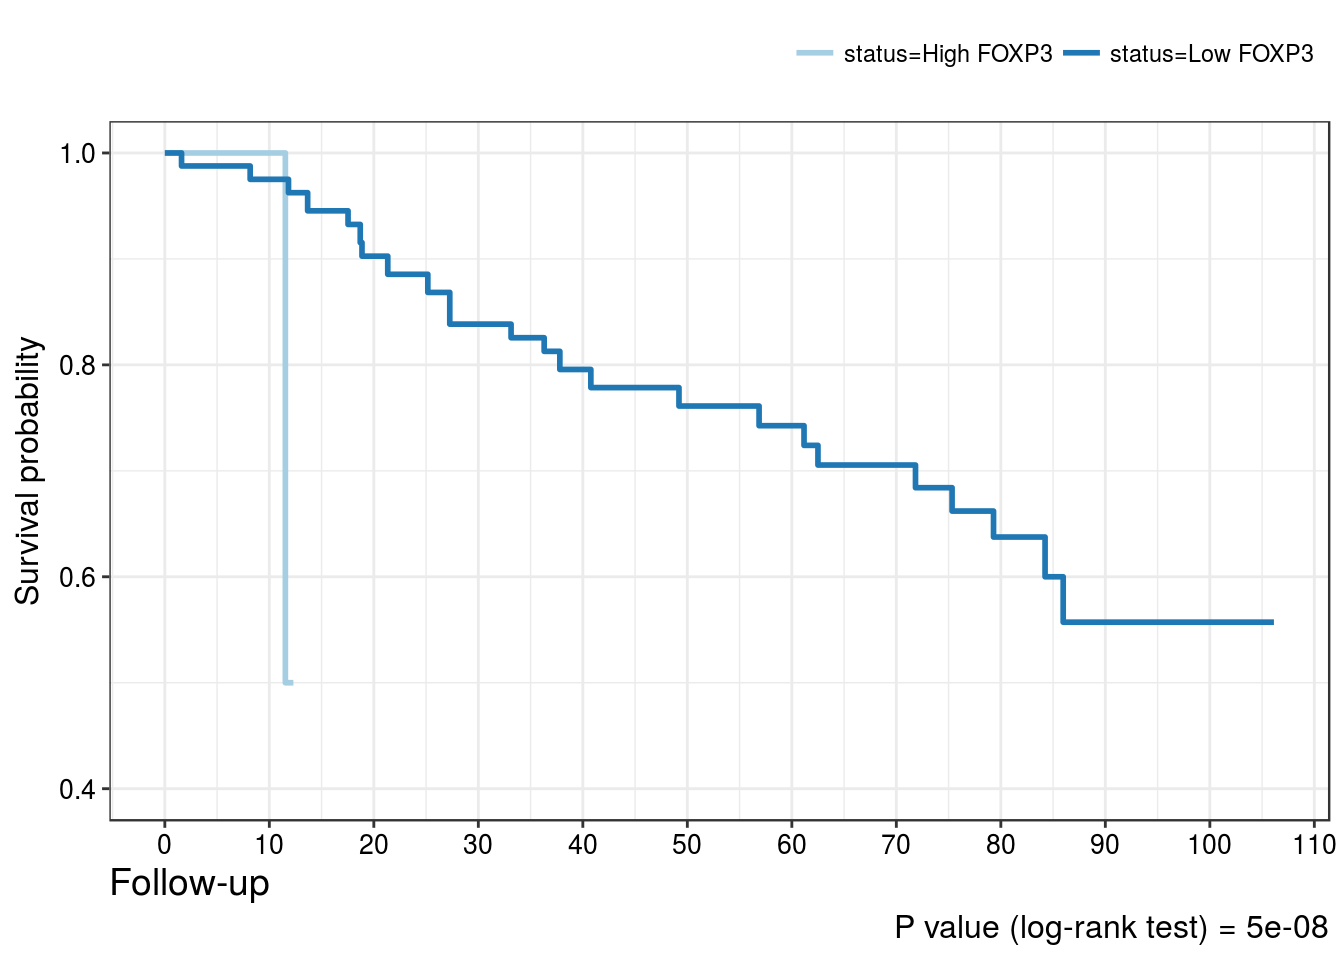 status=High FOXP3 status=Low FOXP3
Survival probability
1.0
0.8
0.6
0.4
0 10 20 30 40 50 60 70 80 90 100 110
Follow-up
P value (log-rank test) = 5e-08